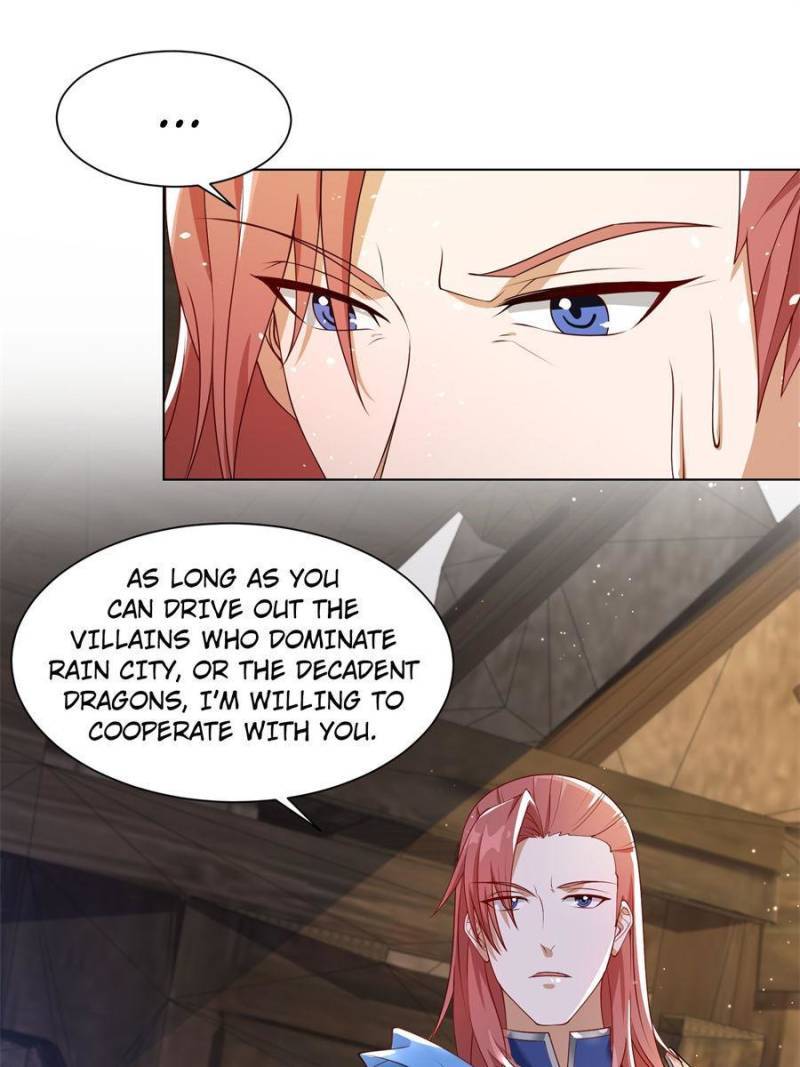 ...
AS LONG AS YOU
CAN DRIVE OUT THE
VILLAINS WHO DOMINATE
RAIN CITY, OR THE DECADENT
DRAGONS, I'M WILLING TO
COOPERATE WITH YOU.